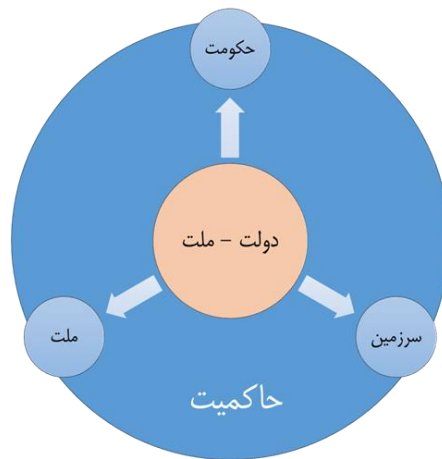 حکومت
دولت – ملت
سرزمین
ملت
حاکمیت